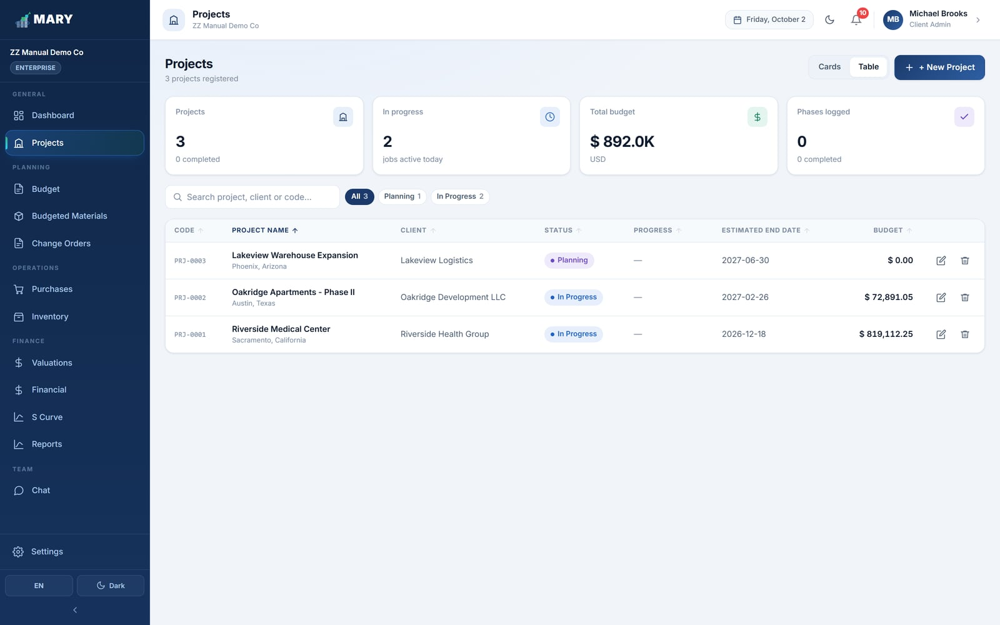 MARY
ZZ Manual Demo Co
ENTERPRISE
GENERAL
Dashboard
Projects
PLANNING
Budget
Budgeted Materials
Change Orders
OPERATIONS
Purchases
Inventory
FINANCE
Valuations
Financial
S Curve
Reports
TEAM
Chat
Settings
EN
Dark
Projects
ZZ Manual Demo Co
Friday, October 2
10
MB
Michael Brooks
Client Admin
Projects
3 projects registered
Cards
Table
+ New Project
Projects
3
0 completed
In progress
2
jobs active today
Total budget
$ 892.0K
USD
Phases logged
0
0 completed
Search project, client or code...
All 3
Planning 1
In Progress 2
CODE PROJECT NAME CLIENT STATUS PROGRESS ESTIMATED END DATE BUDGET
PRJ-0003 Lakeview Warehouse Expansion Lakeview Logistics Planning — 2027-06-30 $ 0.00
Phoenix, Arizona
PRJ-0002 Oakridge Apartments - Phase II Oakridge Development LLC In Progress — 2027-02-26 $ 72,891.05
Austin, Texas
PRJ-0001 Riverside Medical Center Riverside Health Group In Progress — 2026-12-18 $ 819,112.25
Sacramento, California